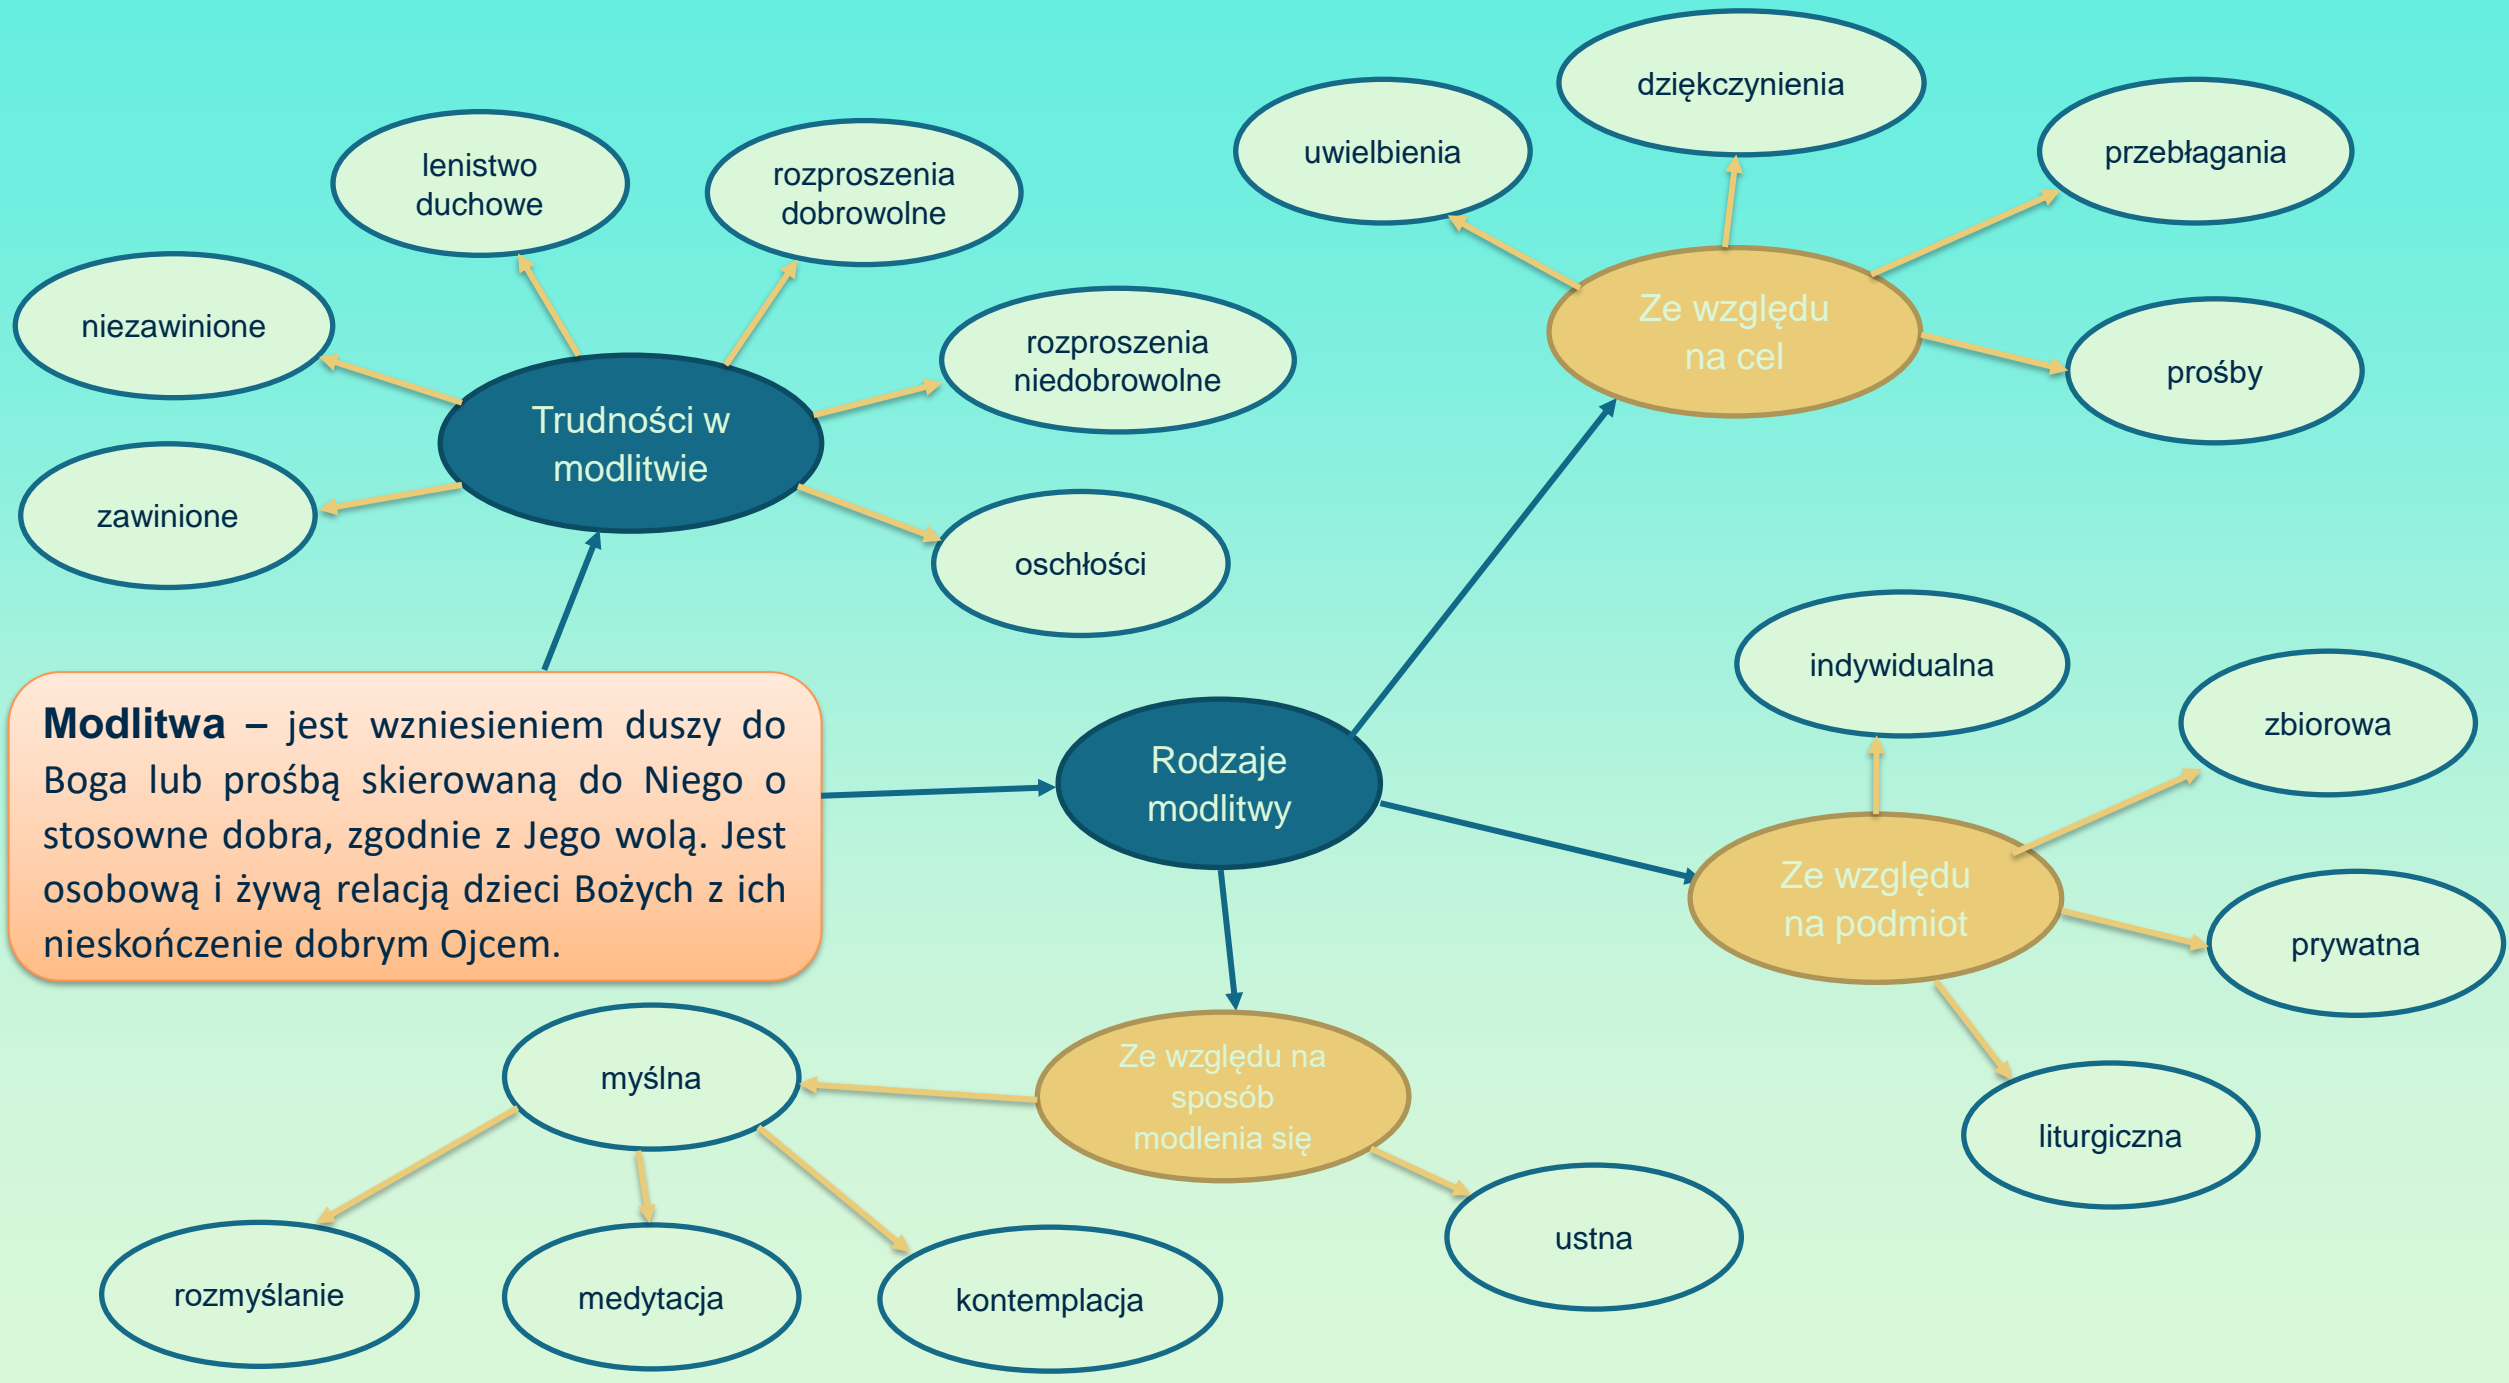 dziękczynienia
uwielbienia
przebłagania
lenistwo
duchowe
rozproszenia
dobrowolne
niezawinione
rozproszenia
niedobrowolne
Ze względu
na cel
prośby
Trudności w
modlitwie
zawinione
oschłości
indywidualna
zbiorowa
Modlitwa – jest wzniesieniem duszy do
Boga lub prośbą skierowaną do Niego o
stosowne dobra, zgodnie z Jego wolą. Jest
osobową i żywą relacją dzieci Bożych z ich
nieskończenie dobrym Ojcem.
Rodzaje
modlitwy
Ze względu
na podmiot
prywatna
myślna
Ze względu na
sposób
modlenia się
liturgiczna
ustna
rozmyślanie
medytacja
kontemplacja